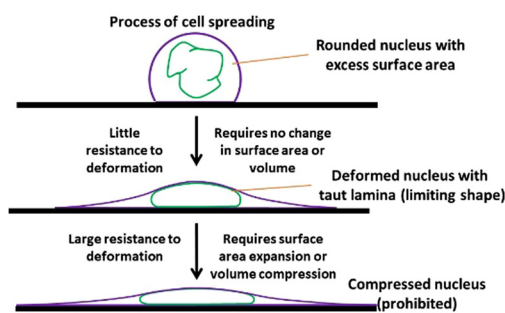 Process of cell spreading
Rounded nucleus with
excess surface area
Little
resistance to
deformation
Requires no change
in surface area or
volume
Deformed nucleus with
taut lamina (limiting shape)
Large resistance to
deformation
Requires surface
area expansion or
volume compression
Compressed nucleus
(prohibited)